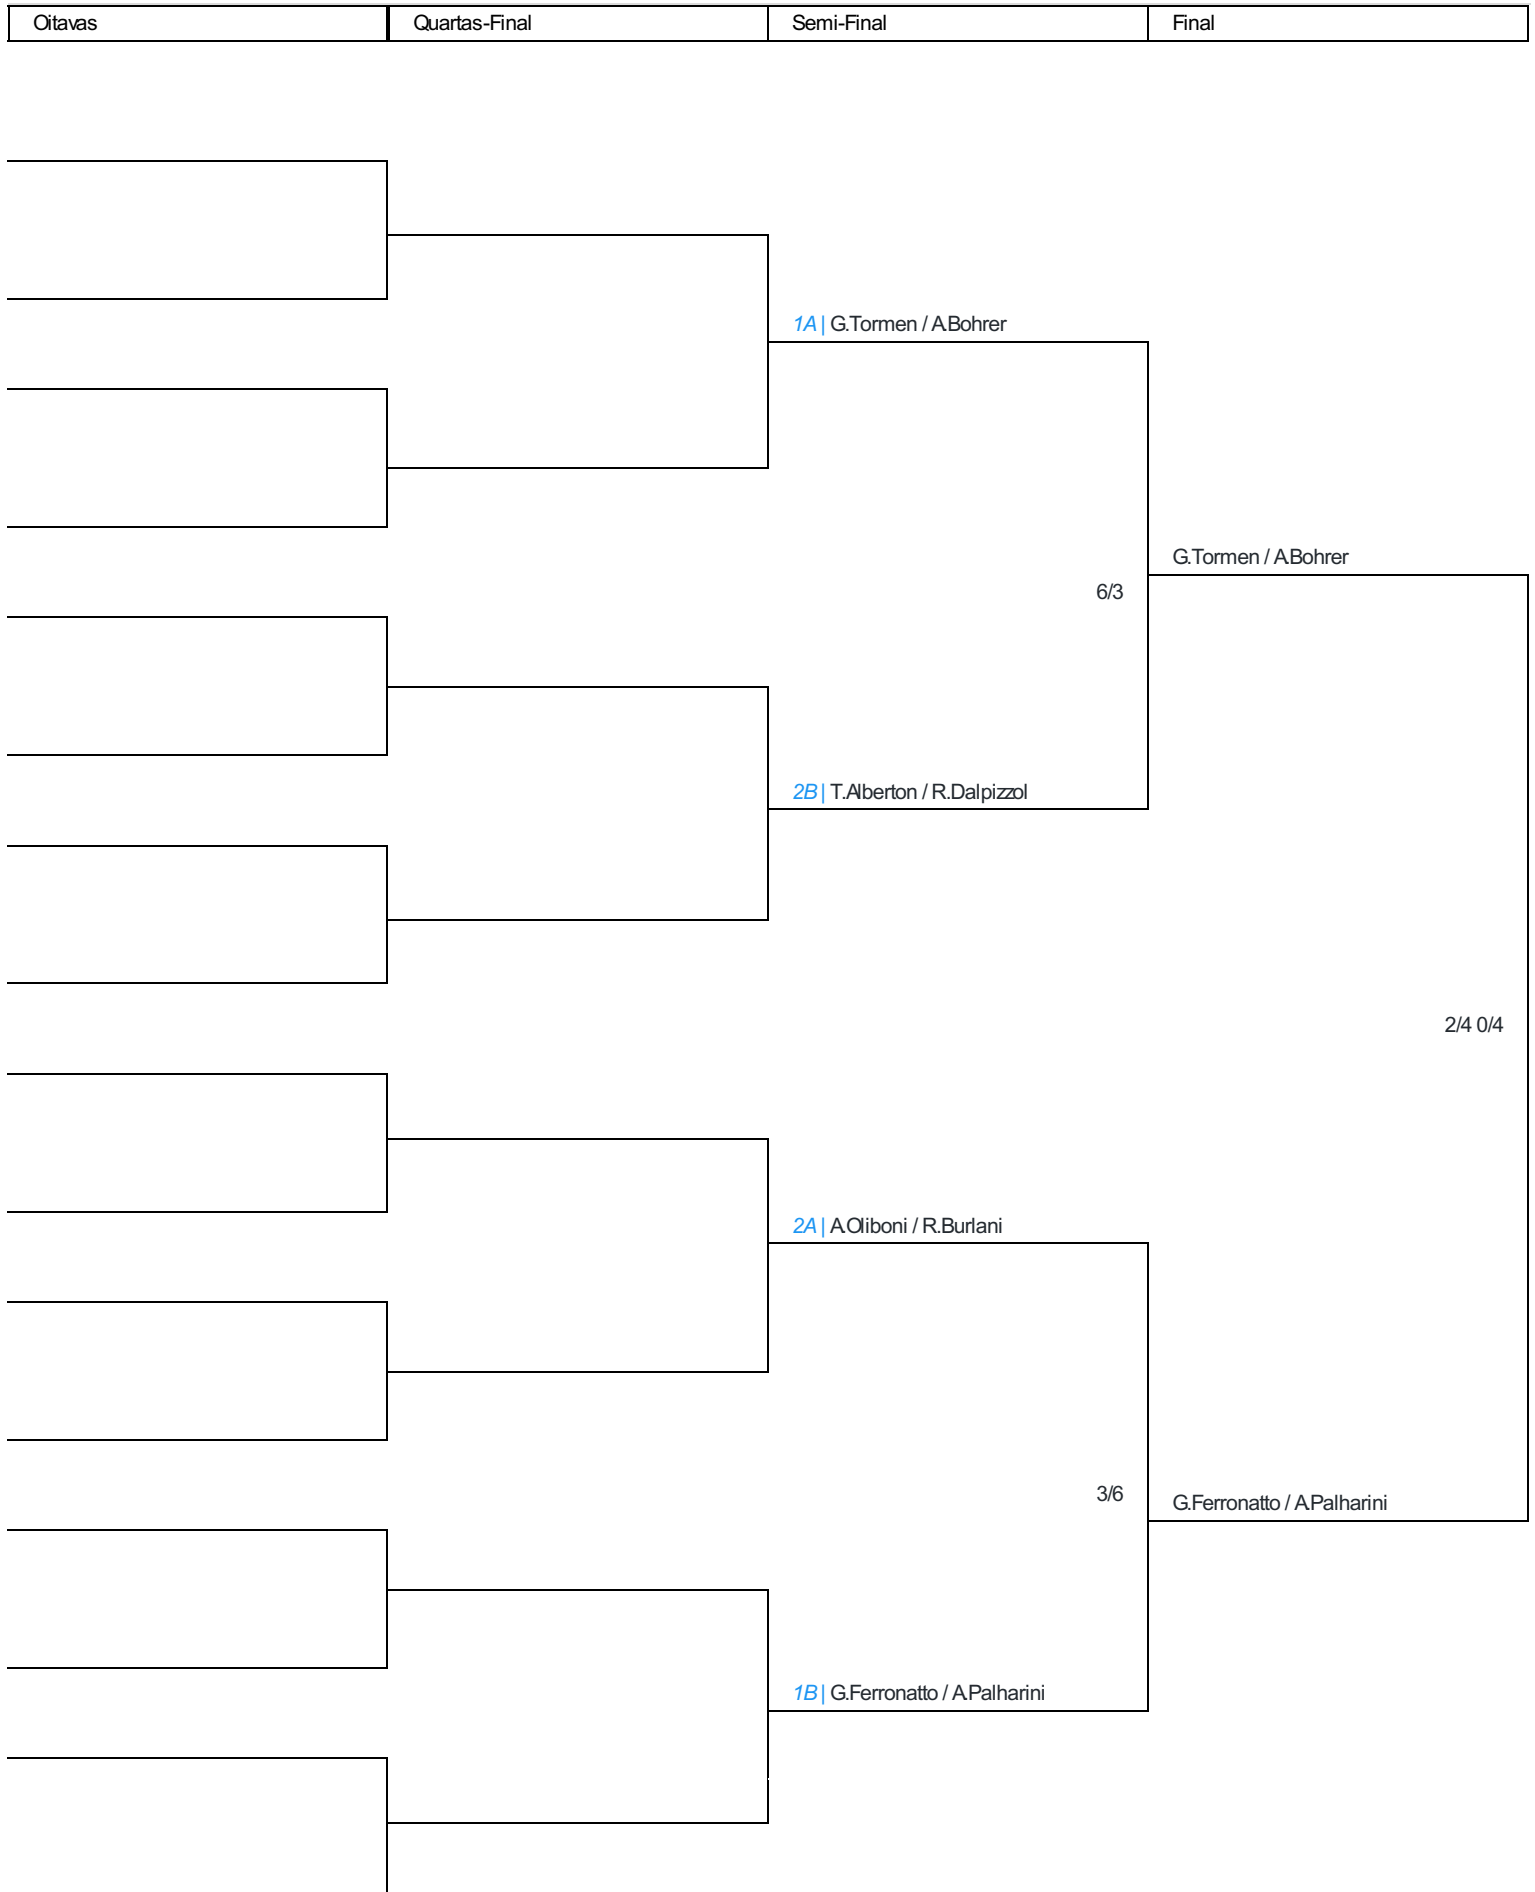 Oitavas
Quartas-Final
Semi-Final
Final
1A | G.Tormen / A.Bohrer
G.Tormen / A.Bohrer
6/3
2B | T.Alberton / R.Dalpizzol
2/4 0/4
2A | A.Oliboni / R.Burlani
3/6
G.Ferronatto / A.Palharini
1B | G.Ferronatto / A.Palharini